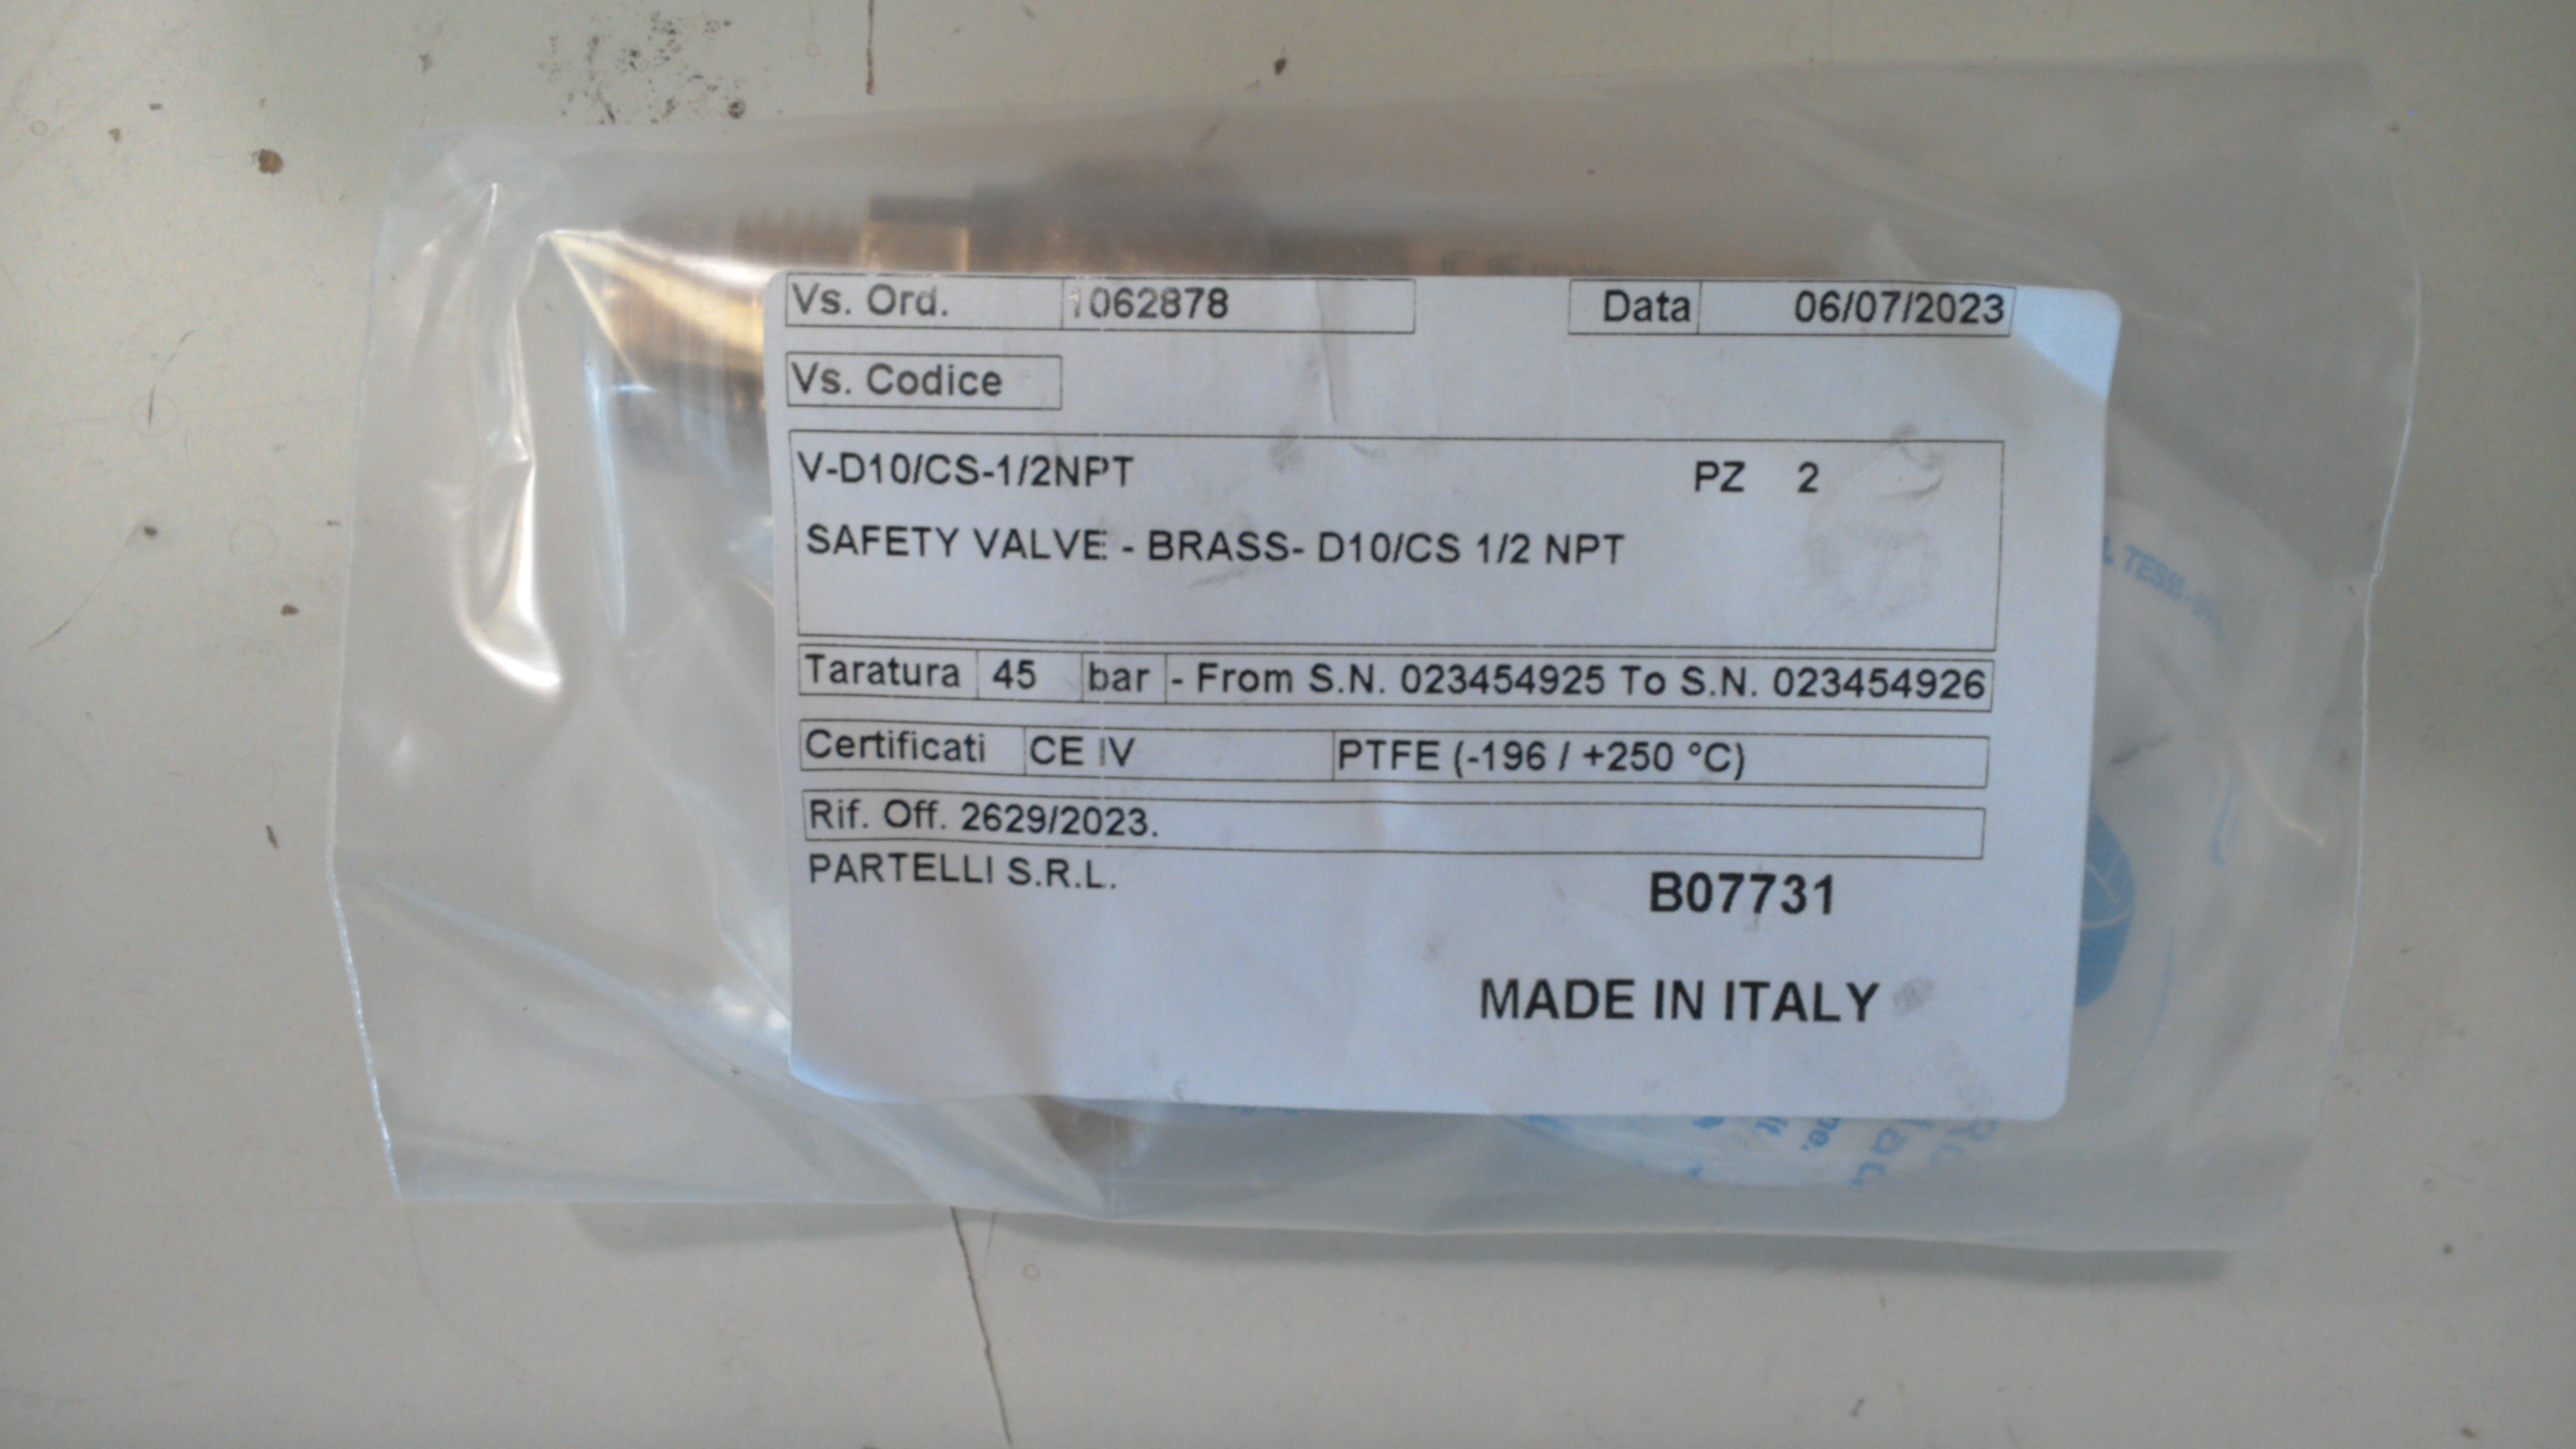 Vs. Ord. 1062878 Data 06/07/2023
Vs. Codice
V-D10/CS-1/2NPT PZ 2
SAFETY VALVE - BRASS- D10/CS 1/2 NPT
Taratura 45 bar - From S.N. 023454925 To S.N. 023454926
Certificati CE IV PTFE (-196 / +250 °C)
Rif. Off. 2629/2023.
PARTELLI S.R.L.
B07731
MADE IN ITALY